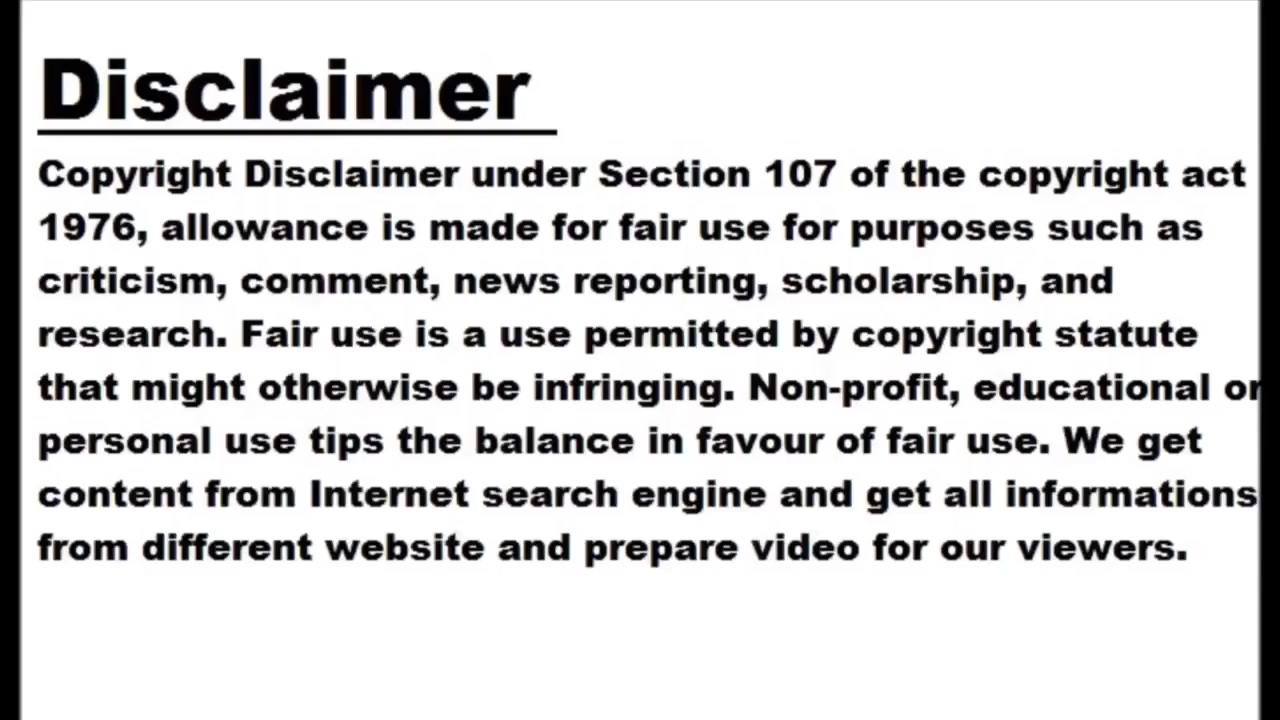 Disclaimer
Copyright Disclaimer under Section 107 of the copyright act
1976, allowance is made for fair use for purposes such as
criticism, comment, news reporting, scholarship, and
research. Fair use is a use permitted by copyright statute
that might otherwise be infringing. Non-profit, educational or
personal use tips the balance in favour of fair use. We get
content from Internet search engine and get all informations
from different website and prepare video for our viewers.